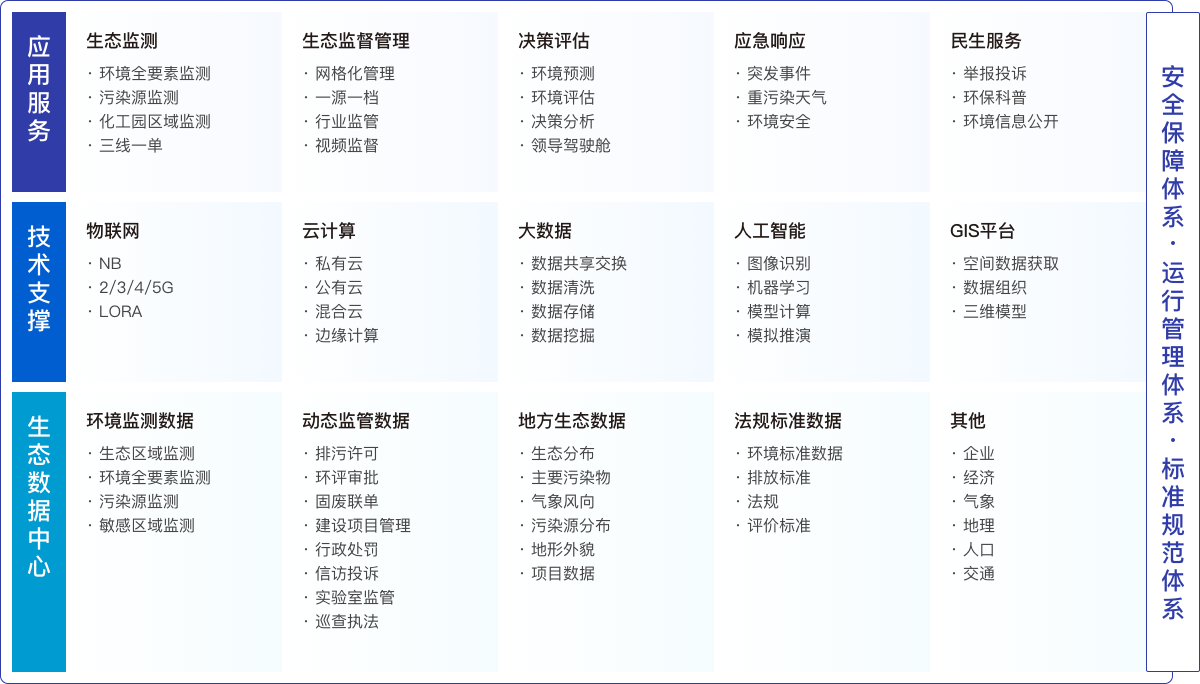 应用服务
生态监测
· 环境全要素监测
· 污染源监测
· 化工园区域监测
· 三线一单
生态监督管理
· 网格化管理
· 一源一档
· 行业监管
· 视频监督
决策评估
· 环境预测
· 环境评估
· 决策分析
· 领导驾驶舱
应急响应
· 突发事件
· 重污染天气
· 环境安全
民生服务
· 举报投诉
· 环保科普
· 环境信息公开
技术支撑
物联网
· NB
· 2/3/4/5G
· LORA
云计算
· 私有云
· 公有云
· 混合云
· 边缘计算
大数据
· 数据共享交换
· 数据清洗
· 数据存储
· 数据挖掘
人工智能
· 图像识别
· 机器学习
· 模型计算
· 模拟推演
GIS平台
· 空间数据获取
· 数据组织
· 三维模型
生态数据中心
环境监测数据
· 生态区域监测
· 环境全要素监测
· 污染源监测
· 敏感区域监测
动态监管数据
· 排污许可
· 环评审批
· 固废联单
· 建设项目管理
· 行政处罚
· 信访投诉
· 实验室监管
· 巡查执法
地方生态数据
· 生态分布
· 主要污染物
· 气象风向
· 污染源分布
· 地形外貌
· 项目数据
法规标准数据
· 环境标准数据
· 排放标准
· 法规
· 评价标准
其他
· 企业
· 经济
· 气象
· 地理
· 人口
· 交通
安全保障体系·运行管理体系·标准规范体系